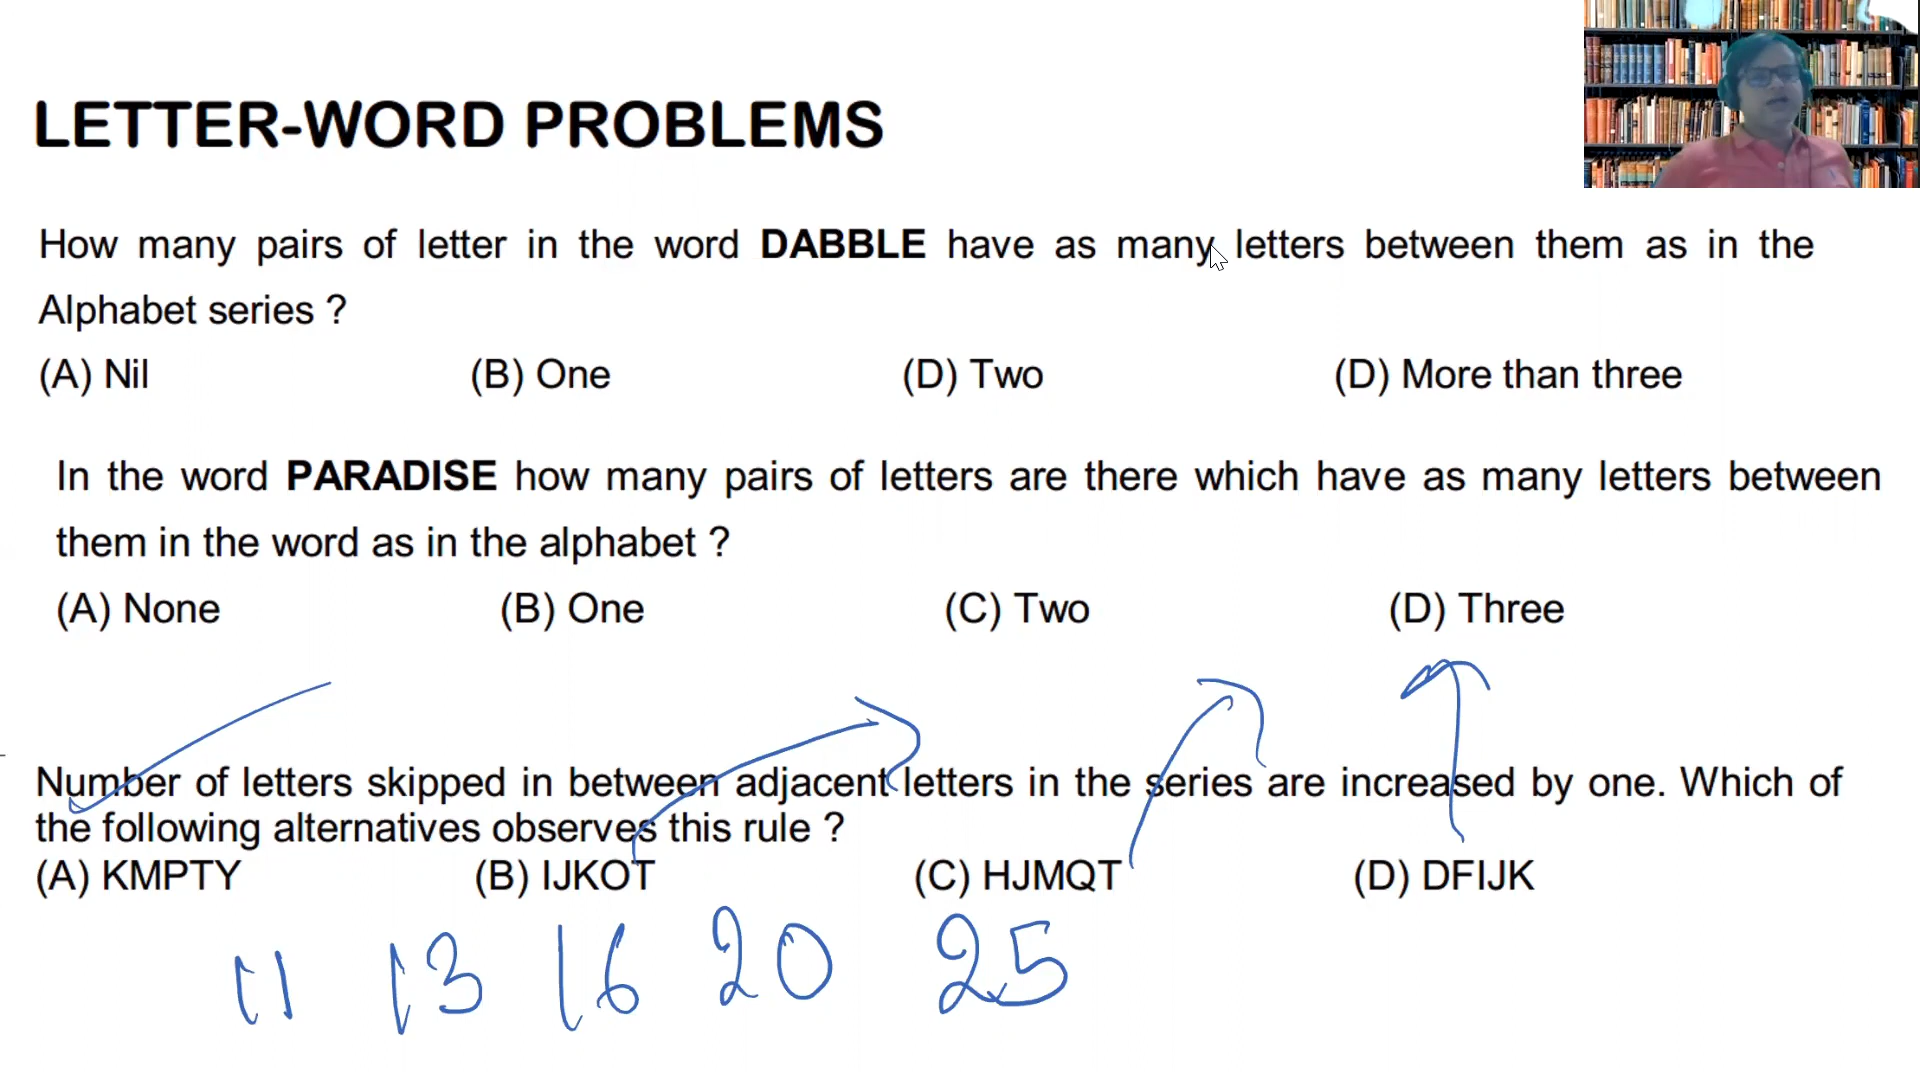 LETTER-WORD PROBLEMS
How many pairs of letter in the word DABBLE have as many letters between them as in the
Alphabet series ?
(A) Nil (B) One (D) Two (D) More than three
In the word PARADISE how many pairs of letters are there which have as many letters between
them in the word as in the alphabet ?
(A) None (B) One (C) Two (D) Three
Number of letters skipped in between adjacent letters in the series are increased by one. Which of
the following alternatives observes this rule ?
(A) KMPTY (B) IJKOT (C) HJMQT (D) DFIJK
11 13 16 20 25